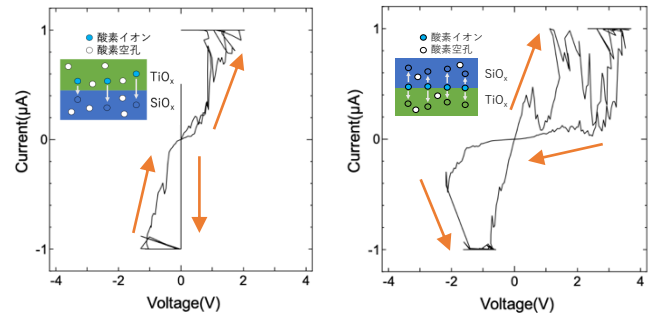 酸素イオン
酸素空孔
TiOx
SiOx
Current(μA)
1
0
-1
-4
-2
0
2
4
Voltage(V)
酸素イオン
酸素空孔
SiOx
TiOx
Current(μA)
1
0
-1
-4
-2
0
2
4
Voltage(V)